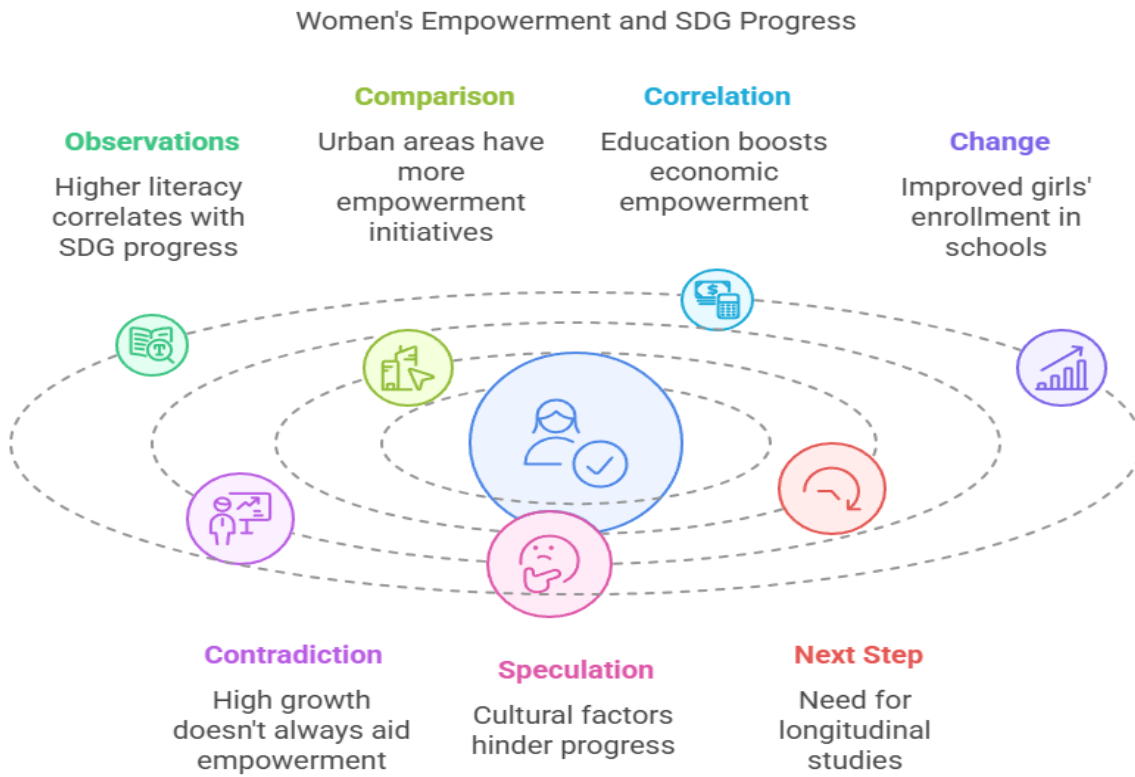 Women's Empowerment and SDG Progress
Observations
Higher literacy
correlates with
SDG progress
Comparison
Urban areas have
more
empowerment
initiatives
Correlation
Education boosts
economic
empowerment
Change
Improved girls'
enrollment in
schools
T
$
Contradiction
High growth
doesn't always aid
empowerment
Speculation
Cultural factors
hinder progress
Next Step
Need for
longitudinal
studies